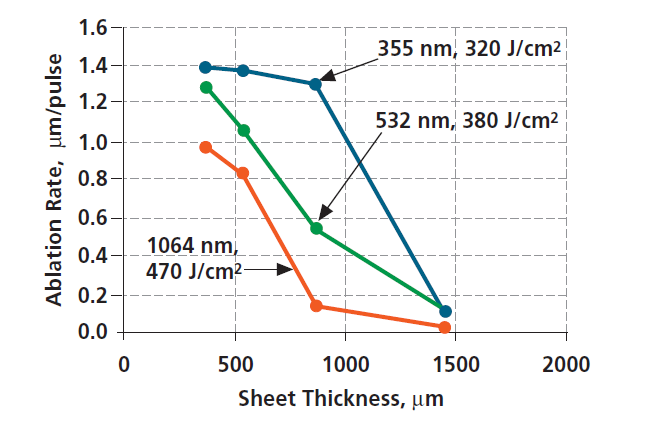 1.6
355 nm, 320 J/cm2
1.4
1.2
532 nm, 380 J/cm2
1.0
0.8
0.6
1064 nm,
0.4
470 J/cm2
0.2
0.0
Ablation Rate, μm/pulse
0 500 1000 1500 2000
Sheet Thickness, μm